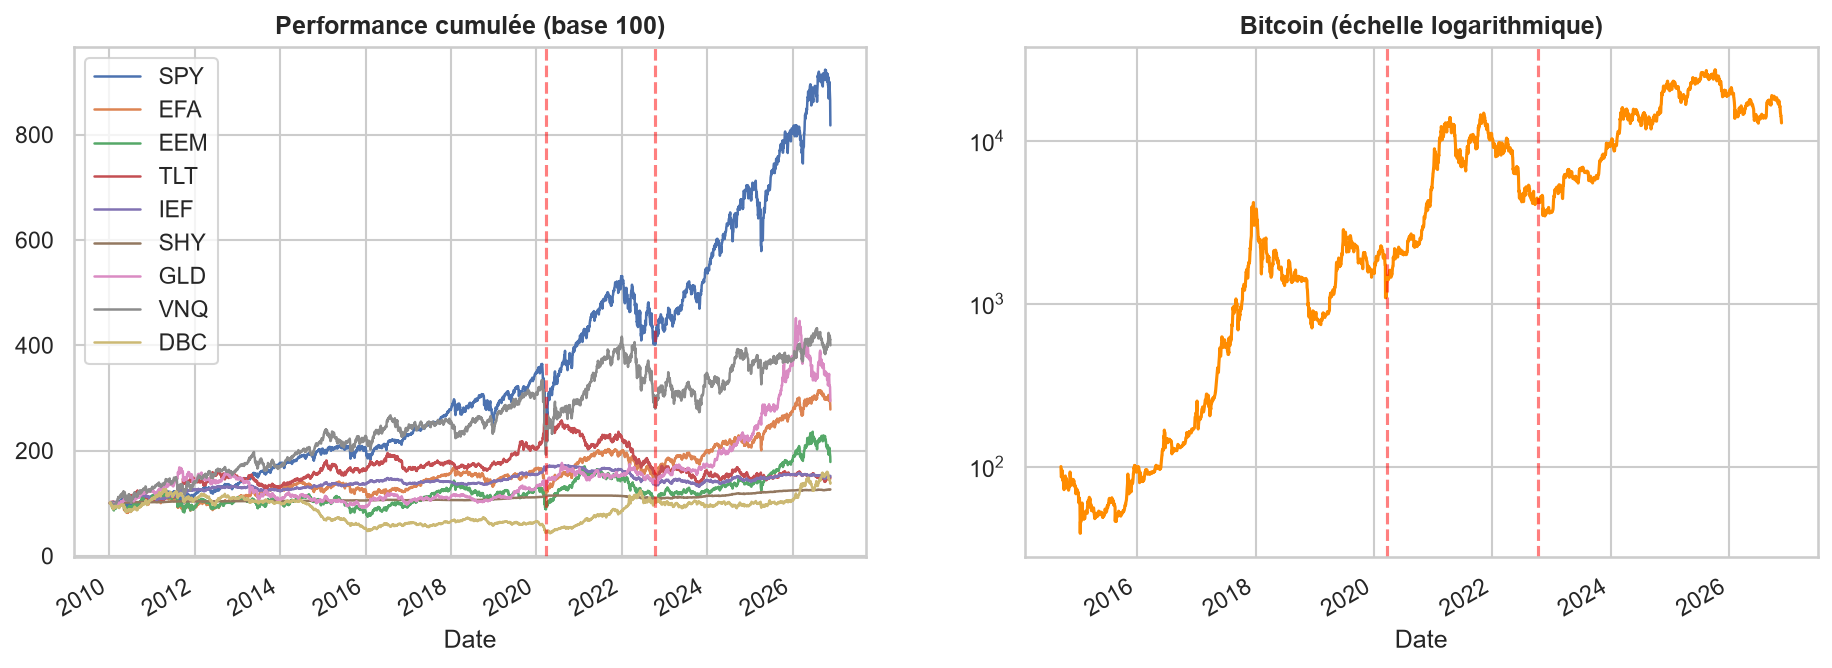 Performance cumulée (base 100)
SPY
EFA
EEM
TLT
IEF
SHY
GLD
VNQ
DBC
800
600
400
200
0
2010 2012 2014 2016 2018 2020 2022 2024 2026
Date
Bitcoin (échelle logarithmique)
10⁴
10³
10²
2016 2018 2020 2022 2024 2026
Date